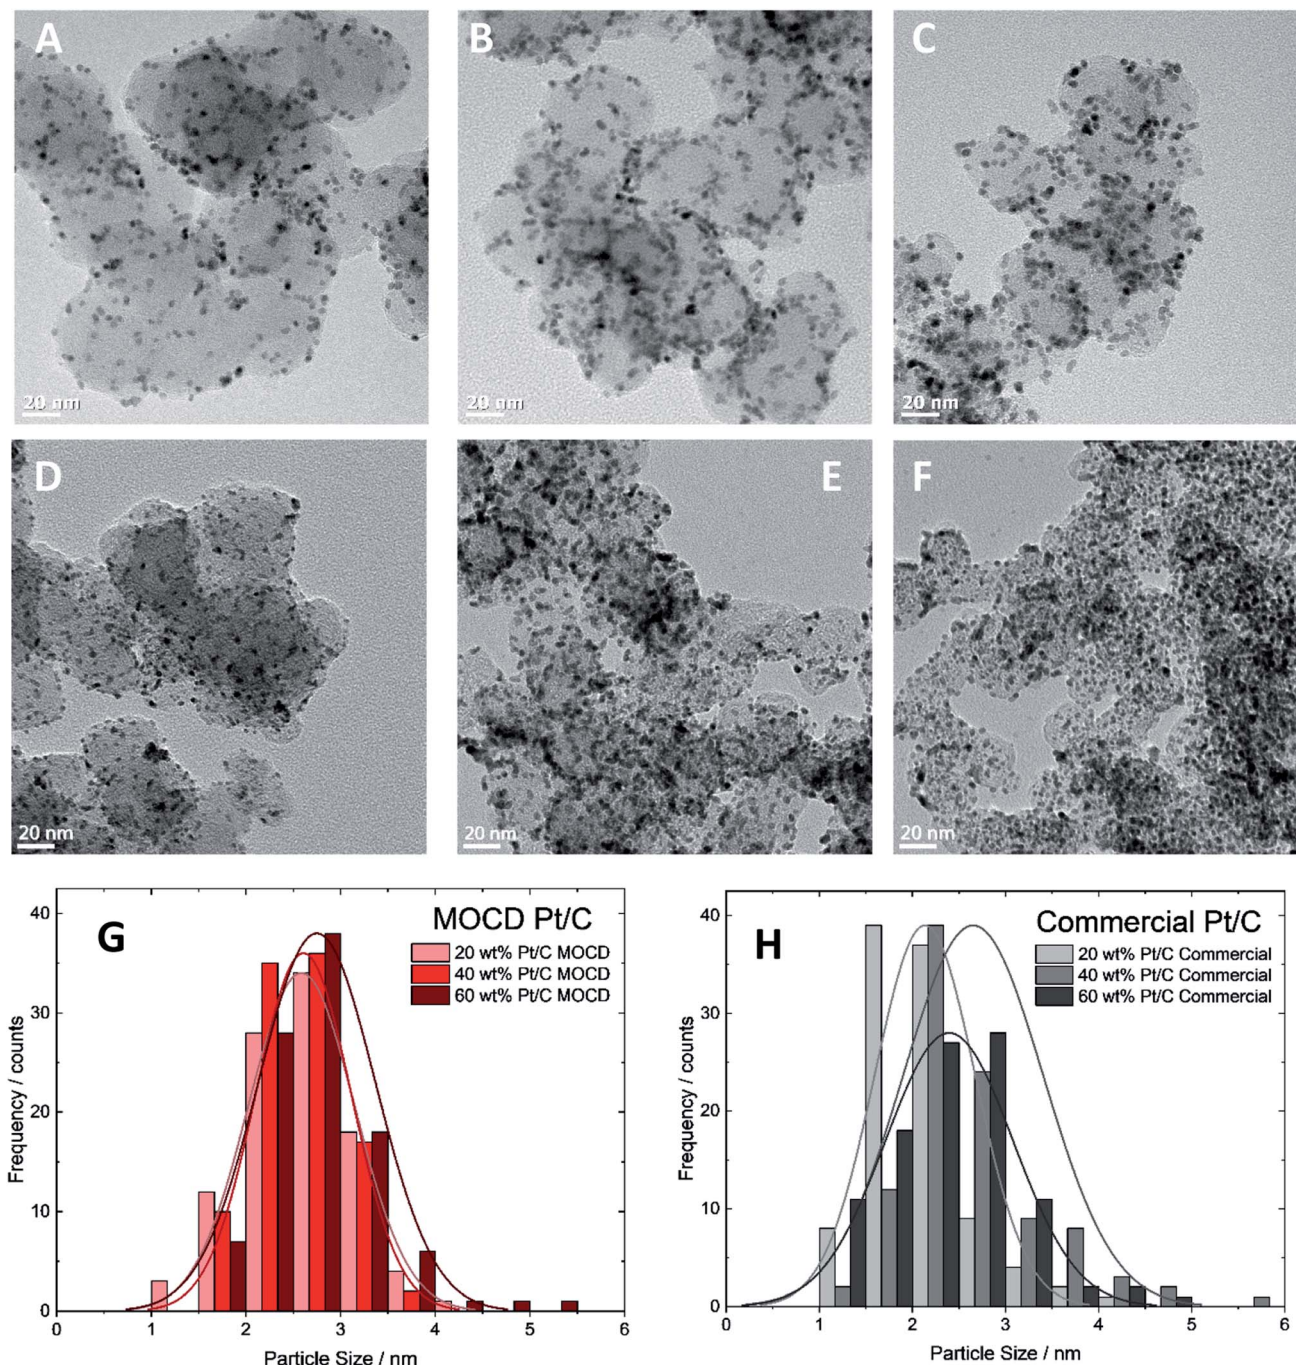 A
B
C
20 nm
20 nm
20 nm
D
E
F
20 nm
20 nm
20 nm
G
MOCD Pt/C
20 wt% Pt/C MOCD
40 wt% Pt/C MOCD
60 wt% Pt/C MOCD
Frequency / counts
40
30
20
10
0
0 1 2 3 4 5 6
Particle Size / nm
H
Commercial Pt/C
20 wt% Pt/C Commercial
40 wt% Pt/C Commercial
60 wt% Pt/C Commercial
Frequency / counts
40
30
20
10
0
0 1 2 3 4 5 6
Particle Size / nm